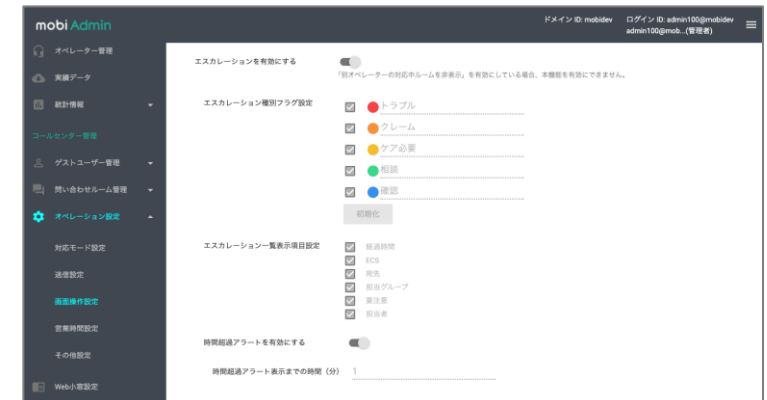 mobi Admin
ドメイン ID: mobidev
ログイン ID: admin100@mobidev
admin100@mob...(管理者)
オペレーター管理
実績データ
統計情報
コールセンター管理
ゲストユーザー管理
問い合わせルーム管理
オペレーション設定
対応モード設定
送信設定
画面操作設定
営業時間設定
その他設定
Web小窓設定
エスカレーションを有効にする
「別オペレーターの対応中ルームを非表示」を有効にしている場合、本機能を有効にできません。
エスカレーション種別フラグ設定
トラブル
クレーム
ケア必要
相談
確認
初期化
エスカレーション一覧表示項目設定
経過時間
ECS
宛先
担当グループ
要注意
担当者
時間超過アラートを有効にする
時間超過アラート表示までの時間（分）
1